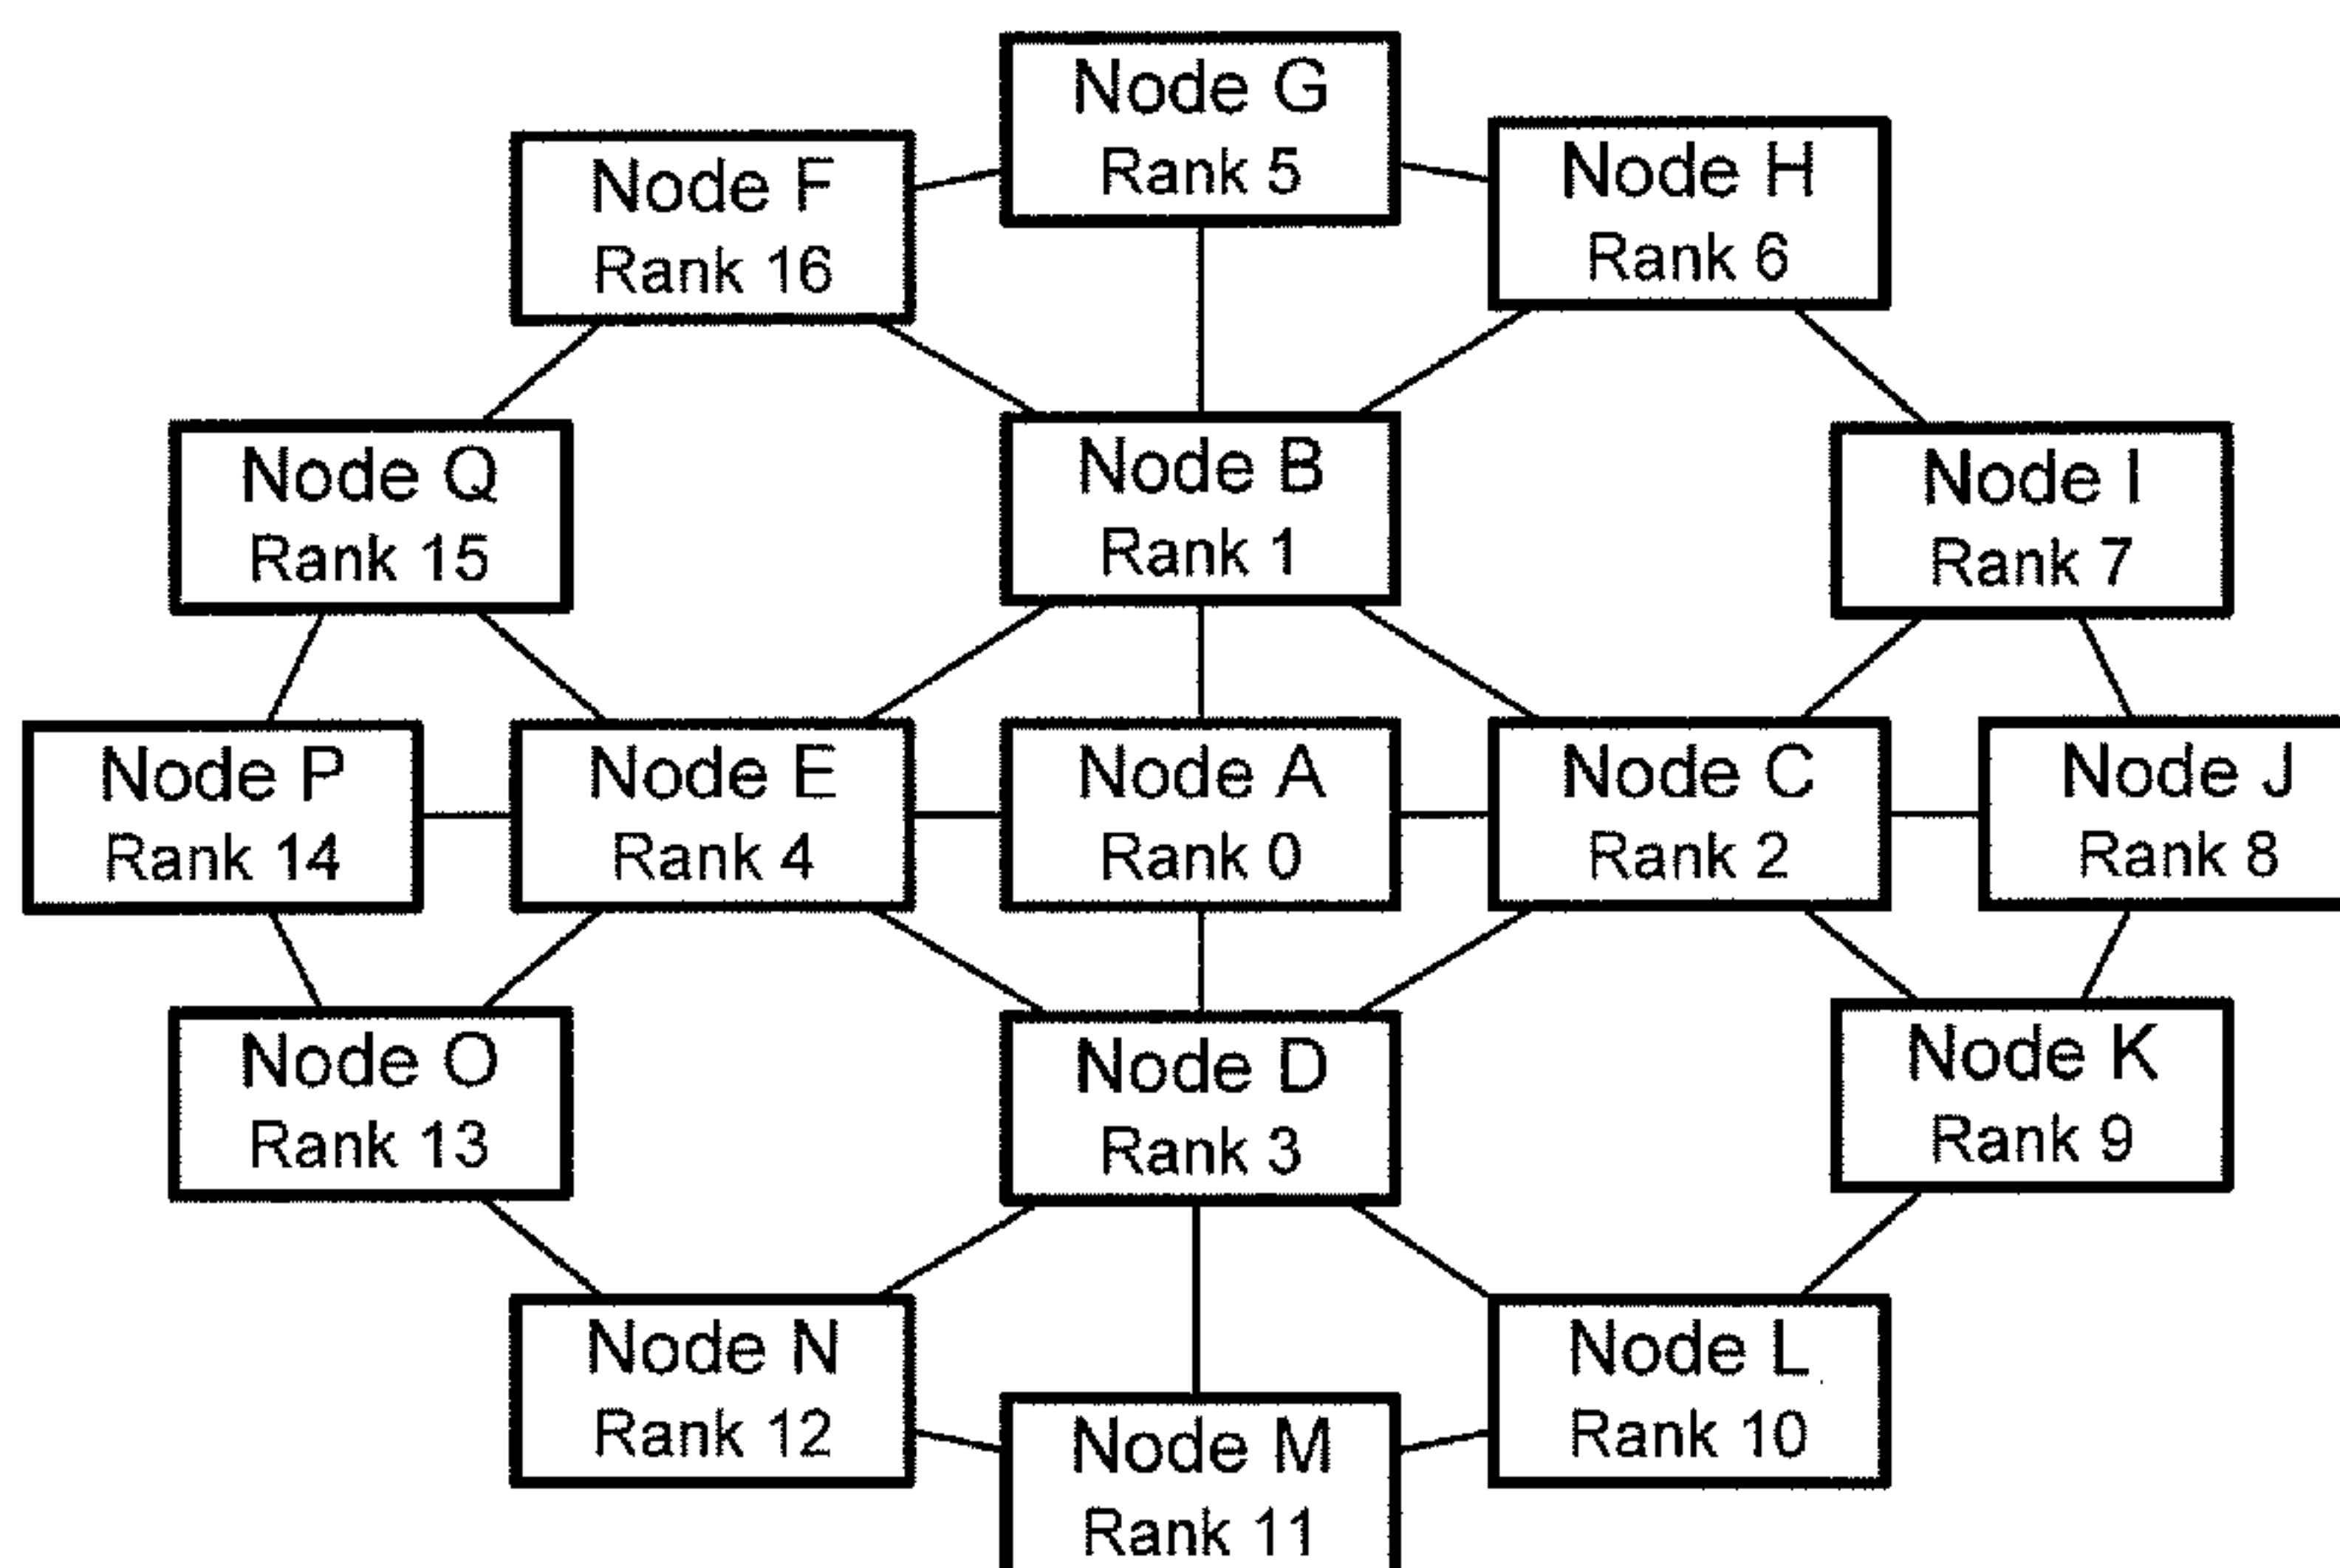 Node G
Rank 5
Node F
Rank 16
Node H
Rank 6
Node Q
Rank 15
Node B
Rank 1
Node I
Rank 7
Node P
Rank 14
Node E
Rank 4
Node A
Rank 0
Node C
Rank 2
Node J
Rank 8
Node O
Rank 13
Node D
Rank 3
Node K
Rank 9
Node N
Rank 12
Node M
Rank 11
Node L
Rank 10